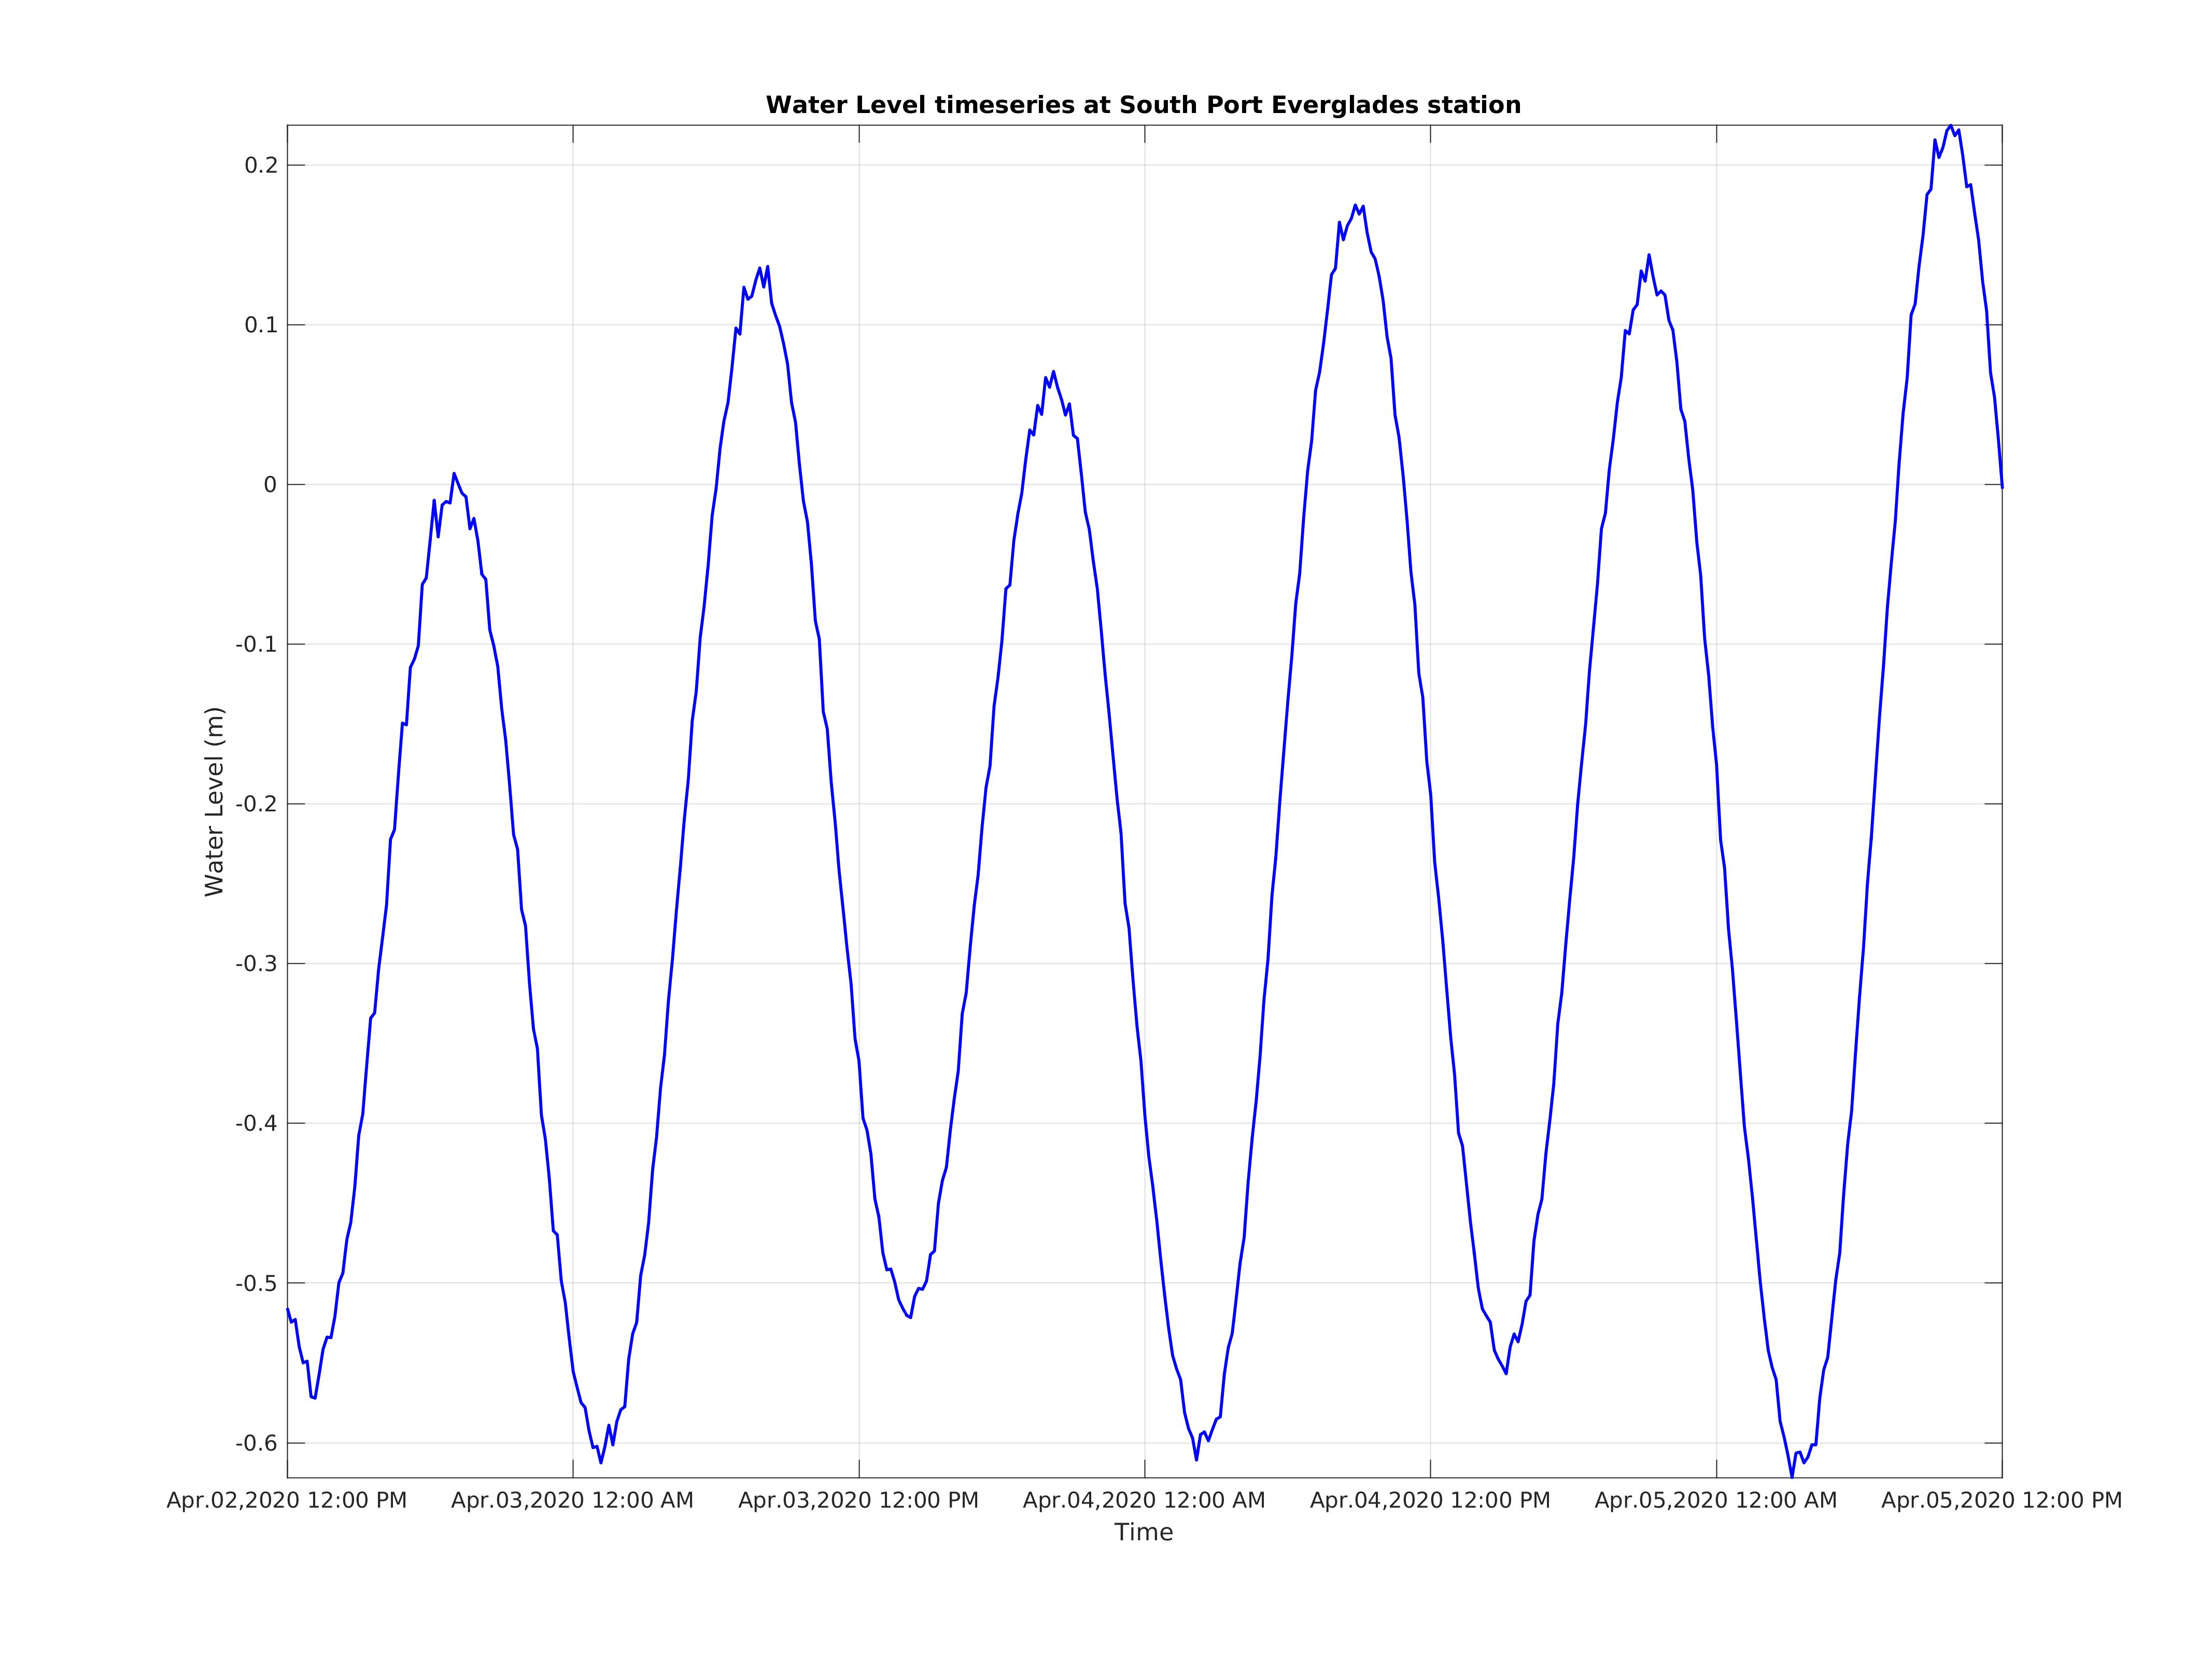 Water Level timeseries at South Port Everglades station
0.2
0.1
0
-0.1
-0.2
-0.3
-0.4
-0.5
-0.6
Water Level (m)
Apr.02,2020 12:00 PM Apr.03,2020 12:00 AM Apr.03,2020 12:00 PM Apr.04,2020 12:00 AM Apr.04,2020 12:00 PM Apr.05,2020 12:00 AM Apr.05,2020 12:00 PM
Time